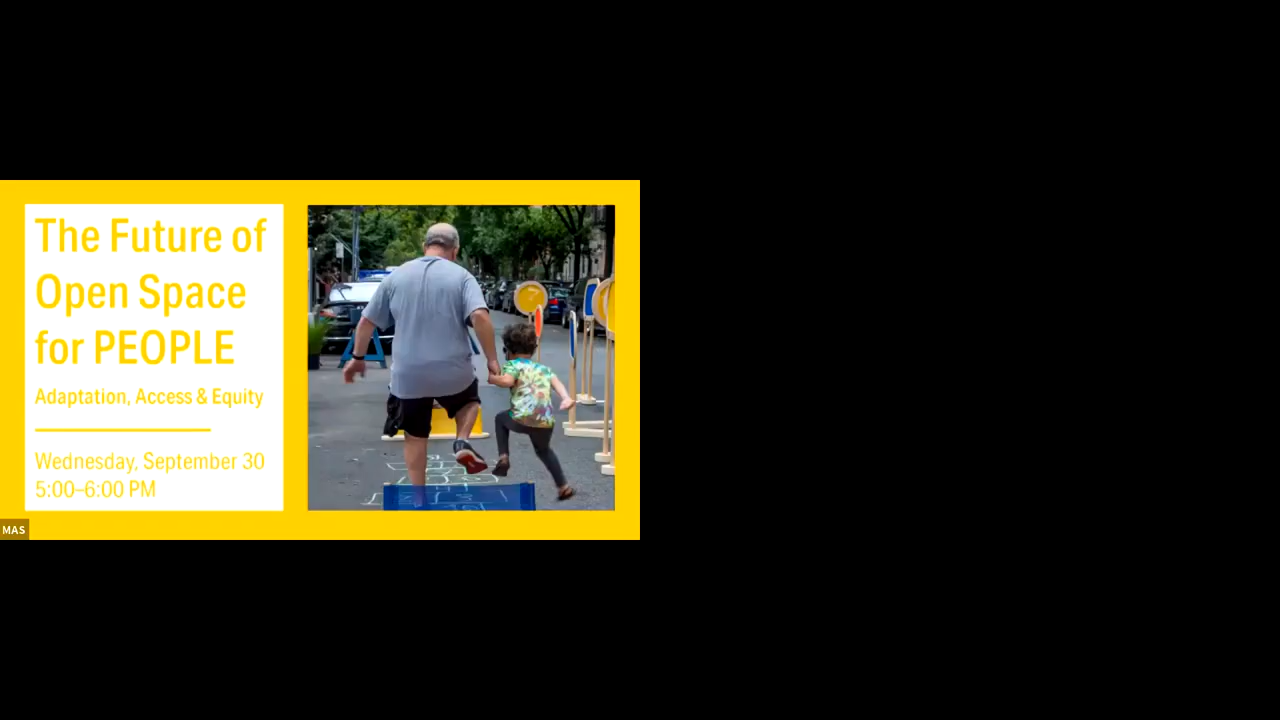 The Future of
Open Space
for PEOPLE
Adaptation, Access & Equity
Wednesday, September 30
5:00–6:00 PM
MAS